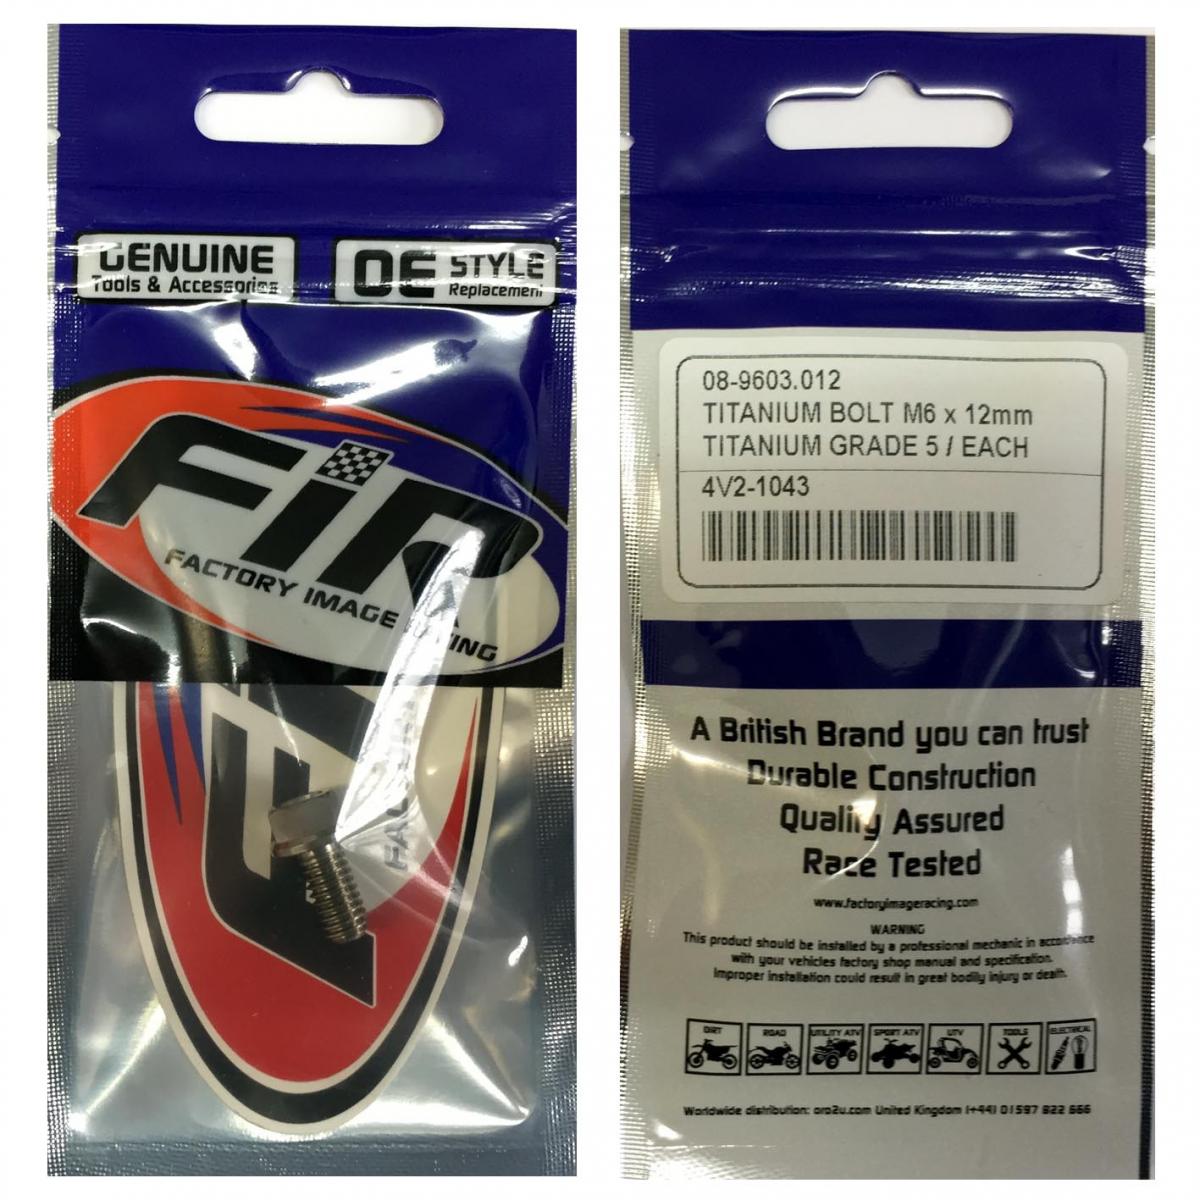 GENUINE
Tools & Accessories
OE STYLE
Replacement
FiR
FACTORY IMAGE RACING
08-9603.012
TITANIUM BOLT M6 x 12mm
TITANIUM GRADE 5 / EACH
4V2-1043
A British Brand you can trust
Durable Construction
Quality Assured
Race Tested
www.factoryimageracing.com
WARNING
This product should be installed by a professional mechanic in accordance
with your vehicles factory shop manual and specification.
Improper installation could result in great bodily injury or death.
DIRT ROAD UTILITY ATV SPORT ATV UTV TOOLS ELECTRICAL
Worldwide distribution: oro2u.com United Kingdom (+44) 01597 822 666